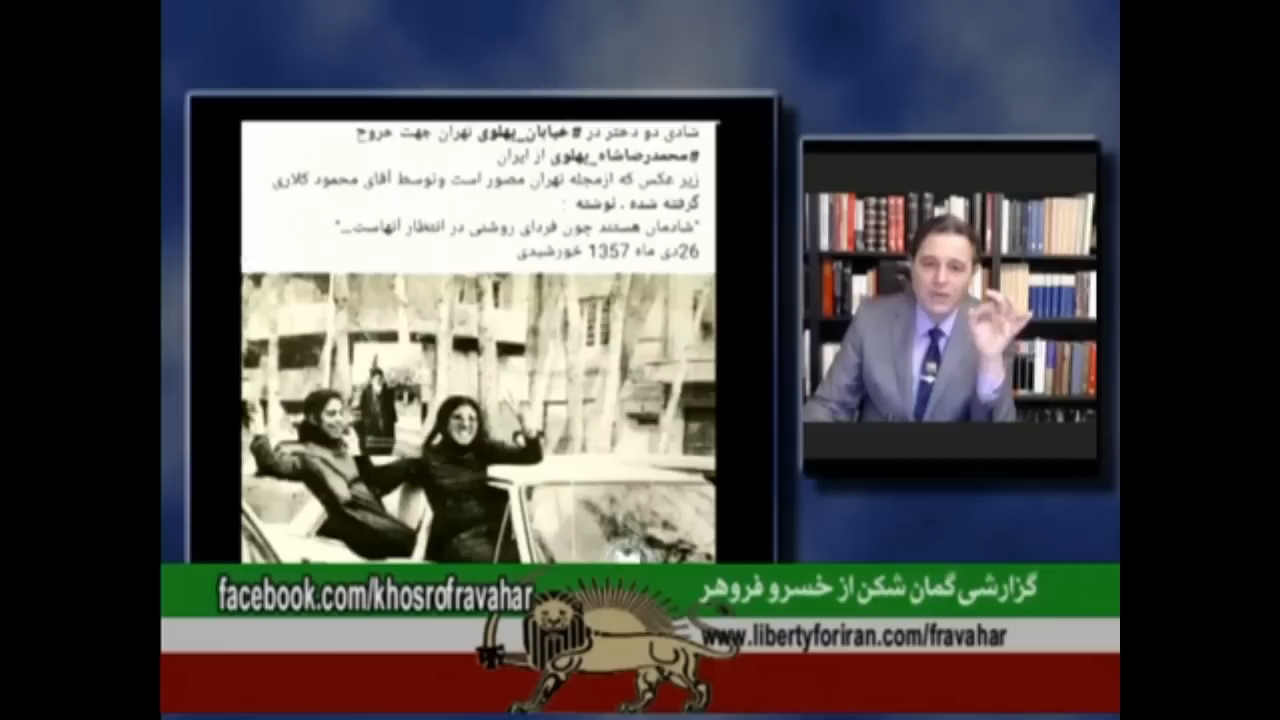 شادی دو دختر در #خیابان_پهلوی تهران جهت خروج
#محمدرضاشاه_پهلوی از ایران
زیر عکس که ازمجله تهران مصور است وتوسط آقای محمود کلاری
گرفته شده ، نوشته :
"شادمان هستند چون فردای روشنی در انتظار آنهاست_"
26دی ماه 1357 خورشیدی
facebook.com/khosrofravahar
گزارشی گمان شکن از خسرو فروهر
www.libertyforiran.com/fravahar